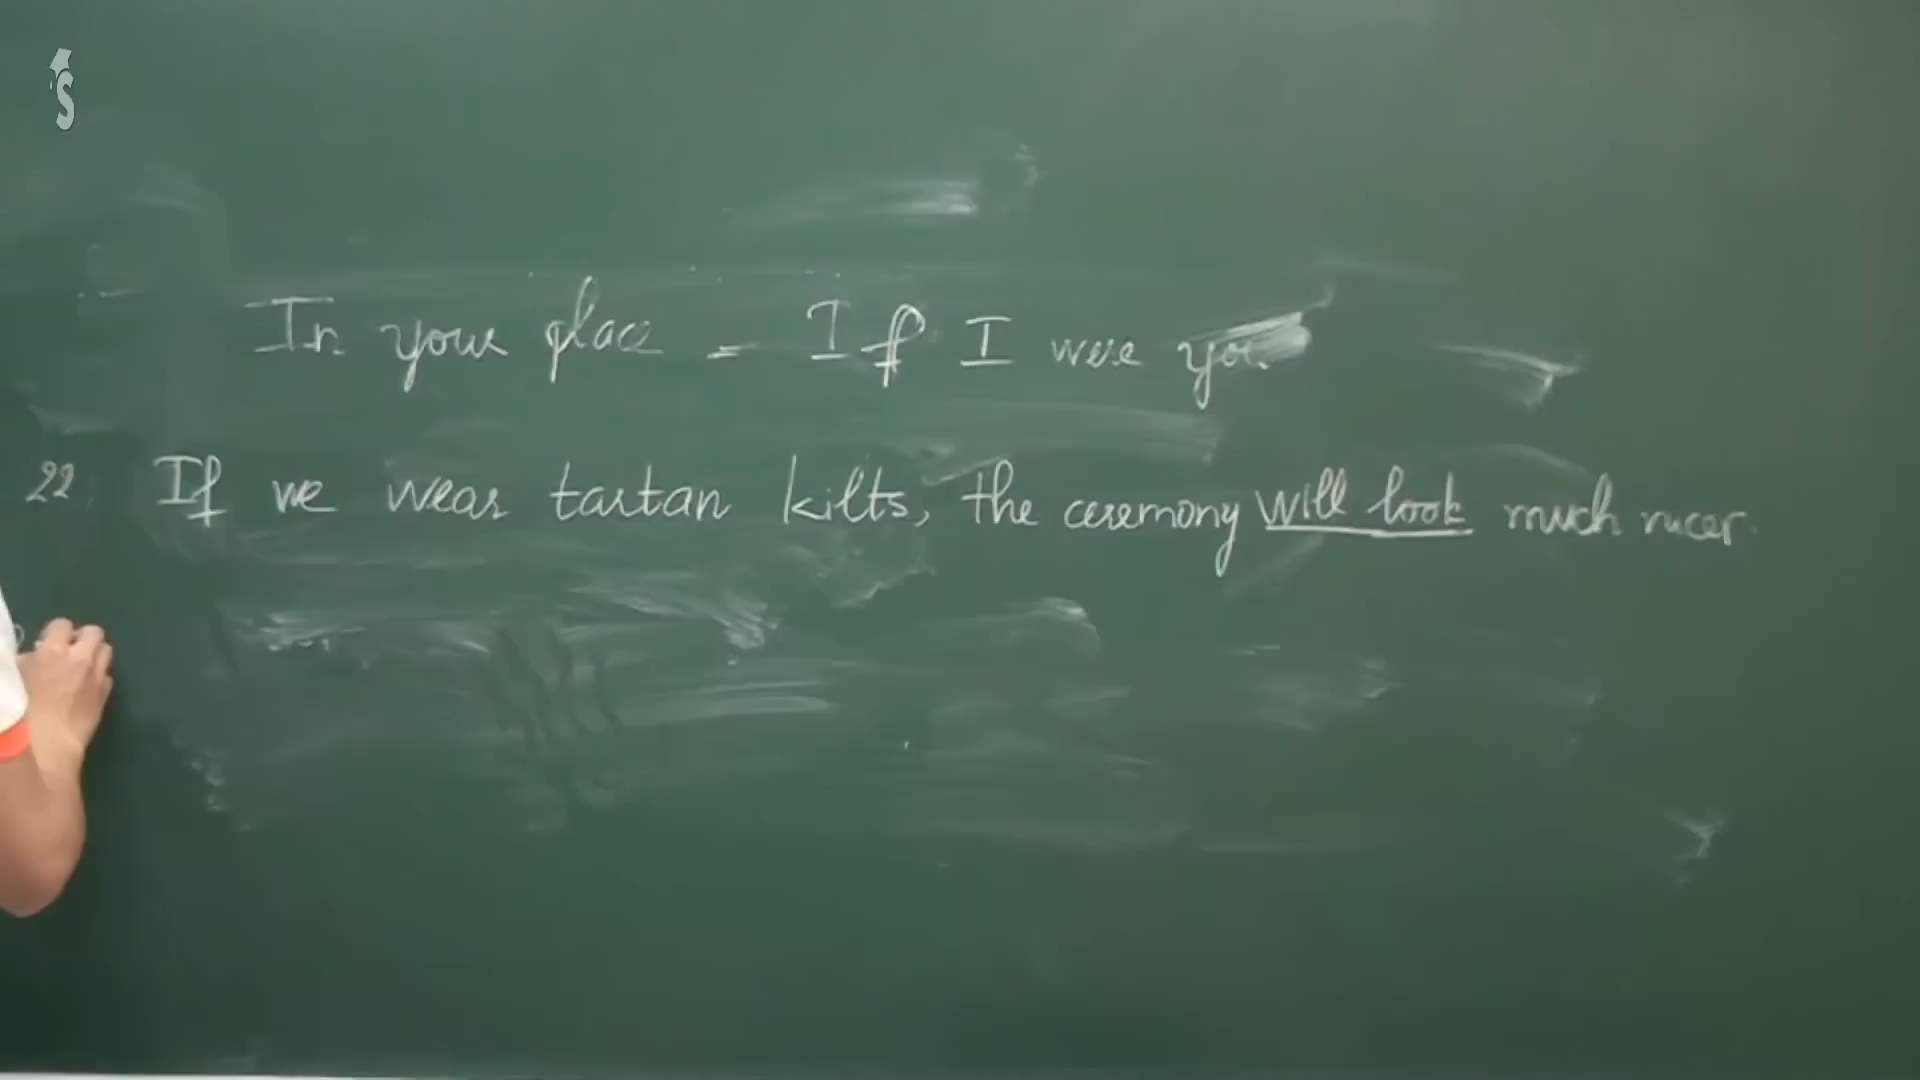 In your place = If I were you
22 If we wear tartan kilts, the ceremony will look much nicer.